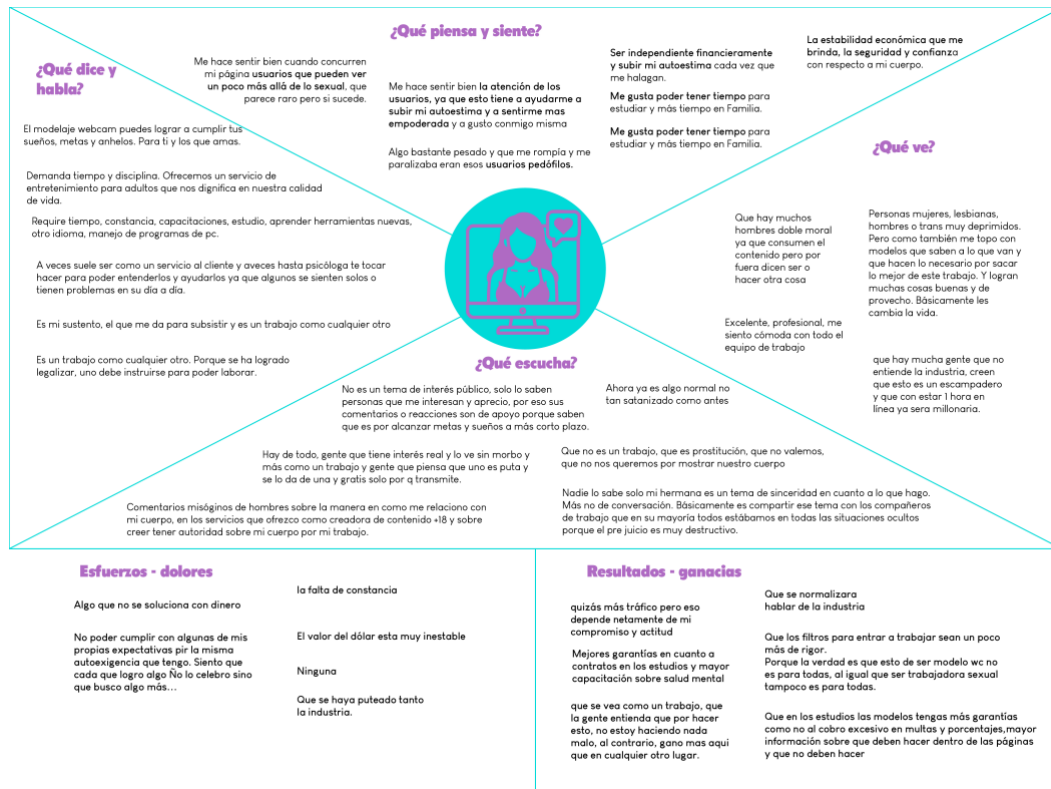 ¿Qué piensa y siente?
Me hace sentir bien cuando concurren
mi página usuarios que pueden ver
un poco más allá de lo sexual, que
parece raro pero si sucede.
Me hace sentir bien la atención de los
usuarios, ya que esto tiene a ayudarme a
subir mi autoestima y a sentirme mas
empoderada y a gusto conmigo misma
Algo bastante pesado y que me rompía y me
paralizaba eran esos usuarios pedófilos.
Ser independiente financieramente
y subir mi autoestima cada vez que
me halagan.
Me gusta poder tener tiempo para
estudiar y más tiempo en Familia.
Me gusta poder tener tiempo para
estudiar y más tiempo en Familia.
La estabilidad económica que me
brinda, la seguridad y confianza
con respecto a mi cuerpo.
¿Qué dice y
habla?
El modelaje webcam puedes lograr a cumplir tus
sueños, metas y anhelos. Para ti y los que amas.
Demanda tiempo y disciplina. Ofrecemos un servicio de
entretenimiento para adultos que nos dignifica en nuestra calidad
de vida.
Require tiempo, constancia, capacitaciones, estudio, aprender herramientas nuevas,
otro idioma, manejo de programas de pc.
A veces suele ser como un servicio al cliente y aveces hasta psicóloga te tocar
hacer para poder entenderlos y ayudarlos ya que algunos se sienten solos o
tienen problemas en su día a día.
Es mi sustento, el que me da para subsistir y es un trabajo como cualquier otro
Es un trabajo como cualquier otro. Porque se ha logrado
legalizar, uno debe instruirse para poder laborar.
¿Qué ve?
Que hay muchos
hombres doble moral
ya que consumen el
contenido pero por
fuera dicen ser o
hacer otra cosa
Excelente, profesional, me
siento cómoda con todo el
equipo de trabajo
Personas mujeres, lesbianas,
hombres o trans muy deprimidos.
Pero como también me topo con
modelos que saben a lo que van y
que hacen lo necesario por sacar
lo mejor de este trabajo. Y logran
muchas cosas buenas y de
provecho. Básicamente les
cambia la vida.
que hay mucha gente que no
entiende la industria, creen
que esto es un escampadero
y que con estar 1 hora en
línea ya sera millonaria.
¿Qué escucha?
No es un tema de interés público, solo lo saben
personas que me interesan y aprecio, por eso sus
comentarios o reacciones son de apoyo porque saben
que es por alcanzar metas y sueños a más corto plazo.
Ahora ya es algo normal no
tan satanizado como antes
Hay de todo, gente que tiene interés real y lo ve sin morbo y
más como un trabajo y gente que piensa que uno es puta y
se lo da de una y gratis solo por q transmite.
Que no es un trabajo, que es prostitución, que no valemos,
que no nos queremos por mostrar nuestro cuerpo
Comentarios misóginos de hombres sobre la manera en como me relaciono con
mi cuerpo, en los servicios que ofrezco como creadora de contenido +18 y sobre
creer tener autoridad sobre mi cuerpo por mi trabajo.
Nadie lo sabe solo mi hermana es un tema de sinceridad en cuanto a lo que hago.
Más no de conversación. Básicamente es compartir ese tema con los compañeros
de trabajo que en su mayoría todos estábamos en todas las situaciones ocultos
porque el pre juicio es muy destructivo.
Esfuerzos - dolores
Algo que no se soluciona con dinero
No poder cumplir con algunas de mis
propias expectativas pir la misma
autoexigencia que tengo. Siento que
cada que logro algo Ño lo celebro sino
que busco algo más...
la falta de constancia
El valor del dólar esta muy inestable
Ninguna
Que se haya puteado tanto
la industria.
Resultados - ganacias
quizás más tráfico pero eso
depende netamente de mi
compromiso y actitud
Mejores garantías en cuanto a
contratos en los estudios y mayor
capacitación sobre salud mental
que se vea como un trabajo, que
la gente entienda que por hacer
esto, no estoy haciendo nada
malo, al contrario, gano mas aqui
que en cualquier otro lugar.
Que se normalizara
hablar de la industria
Que los filtros para entrar a trabajar sean un poco
más de rigor.
Porque la verdad es que esto de ser modelo wc no
es para todas, al igual que ser trabajadora sexual
tampoco es para todas.
Que en los estudios las modelos tengas más garantías
como no al cobro excesivo en multas y porcentajes,mayor
información sobre que deben hacer dentro de las páginas
y que no deben hacer